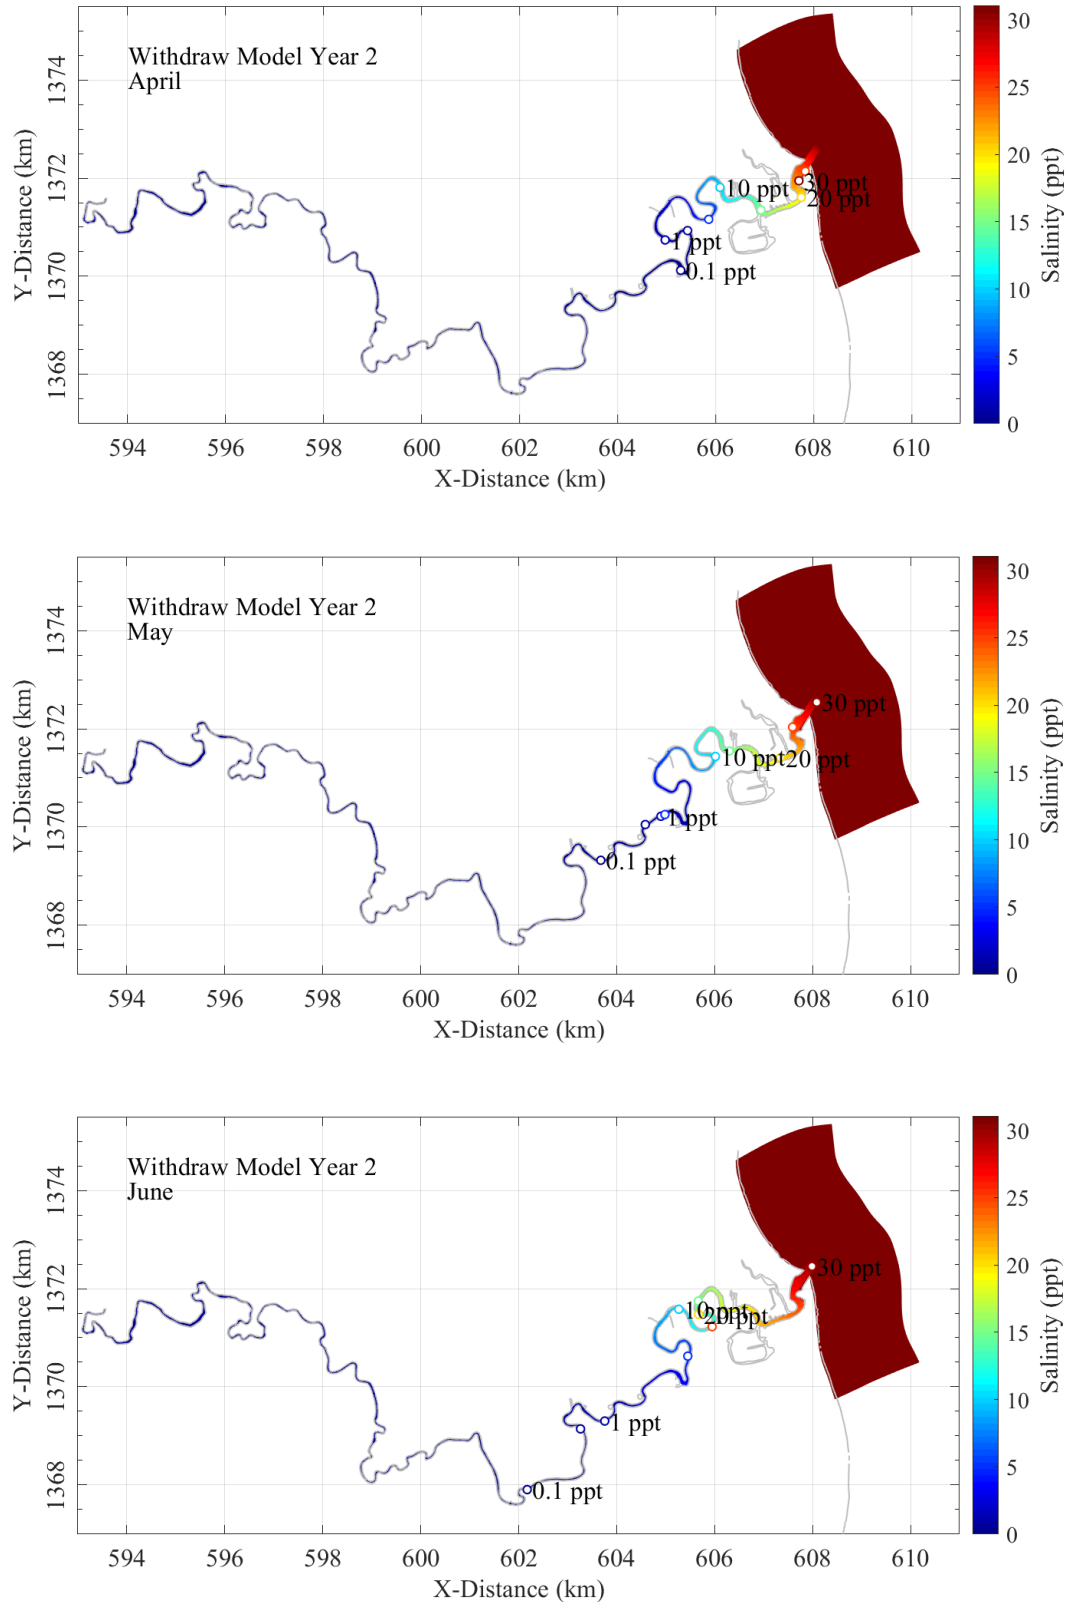 Withdraw Model Year 2
April
1374
1372
1370
1368
Y-Distance (km)
10 ppt
30 ppt
20 ppt
1 ppt
0.1 ppt
594
596
598
600
602
604
606
608
610
X-Distance (km)
30
25
20
15
10
5
0
Salinity (ppt)
Withdraw Model Year 2
May
1374
1372
1370
1368
Y-Distance (km)
30 ppt
10 ppt
20 ppt
1 ppt
0.1 ppt
594
596
598
600
602
604
606
608
610
X-Distance (km)
30
25
20
15
10
5
0
Salinity (ppt)
Withdraw Model Year 2
June
1374
1372
1370
1368
Y-Distance (km)
30 ppt
10 ppt
20 ppt
1 ppt
0.1 ppt
594
596
598
600
602
604
606
608
610
X-Distance (km)
30
25
20
15
10
5
0
Salinity (ppt)